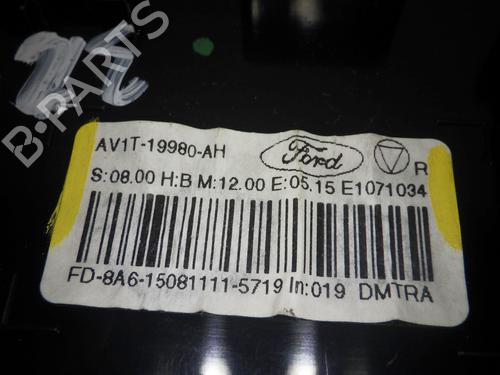 212
B-PARTS
AV1T-19980-AH Ford R
S:08.00 H:B M:12.00 E:05.15 E1071034
FD-8A6-15081111-5719 In:019 DMTRA